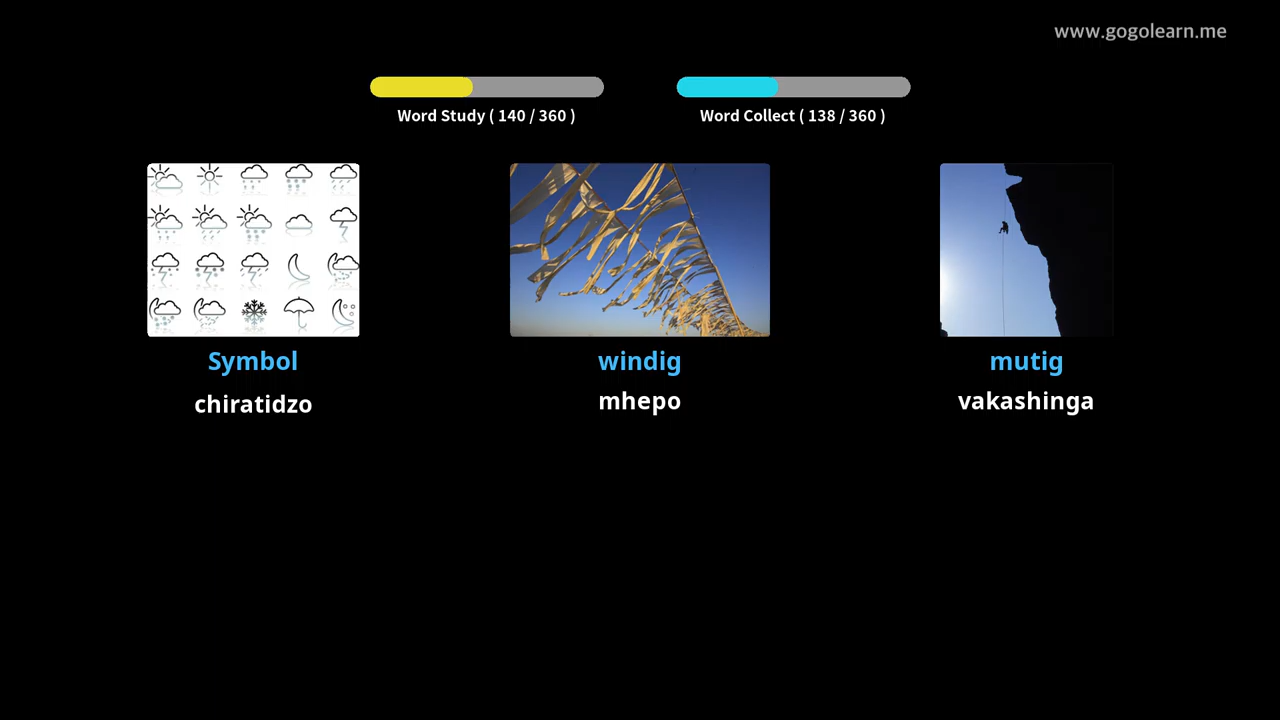 www.gogolearn.me
Word Study ( 140 / 360 )
Word Collect ( 138 / 360 )
Symbol
windig
mutig
chiratidzo
mhepo
vakashinga